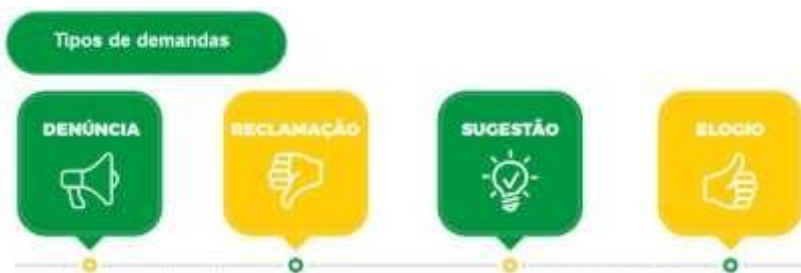 Tipos de demandas
DENÚNCIA
RECLAMAÇÃO
SUGESTÃO
ELOGIO